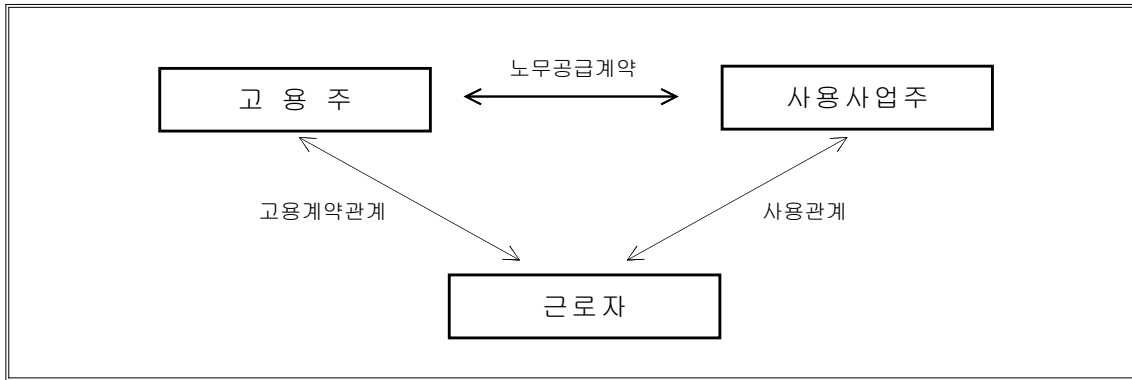 노무공급계약
고 용 주
사용사업주
고용계약관계
사용관계
근로자